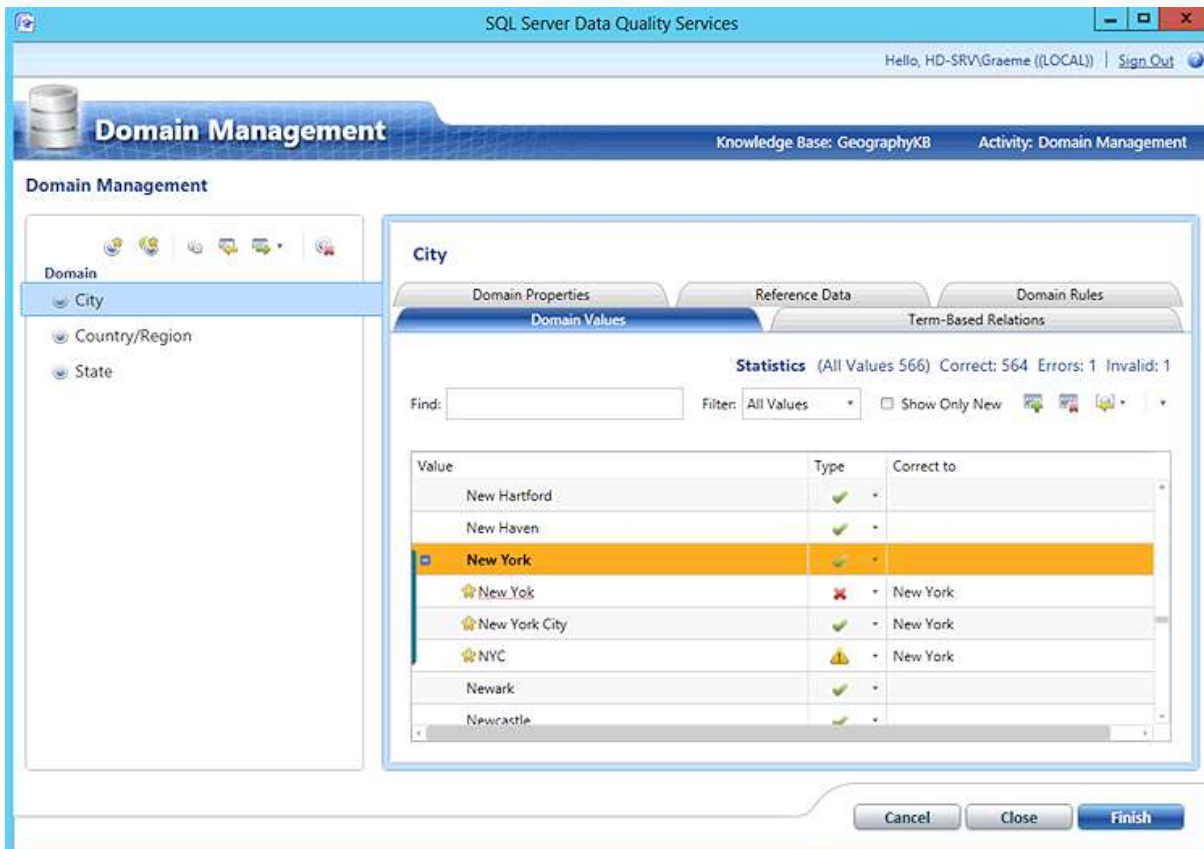 SQL Server Data Quality Services
Hello, HD-SRV\Graeme ((LOCAL)) | Sign Out
Domain Management
Knowledge Base: GeographyKB Activity: Domain Management
Domain Management
Domain
City
Country/Region
State
City
Domain Properties Reference Data Domain Rules
Domain Values Term-Based Relations
Statistics (All Values 566) Correct: 564 Errors: 1 Invalid: 1
Find: Filter: All Values Show Only New
Value Type Correct to
New Hartford
New Haven
New York
New Yok New York
New York City New York
NYC New York
Newark
Newcastle
Cancel Close Finish